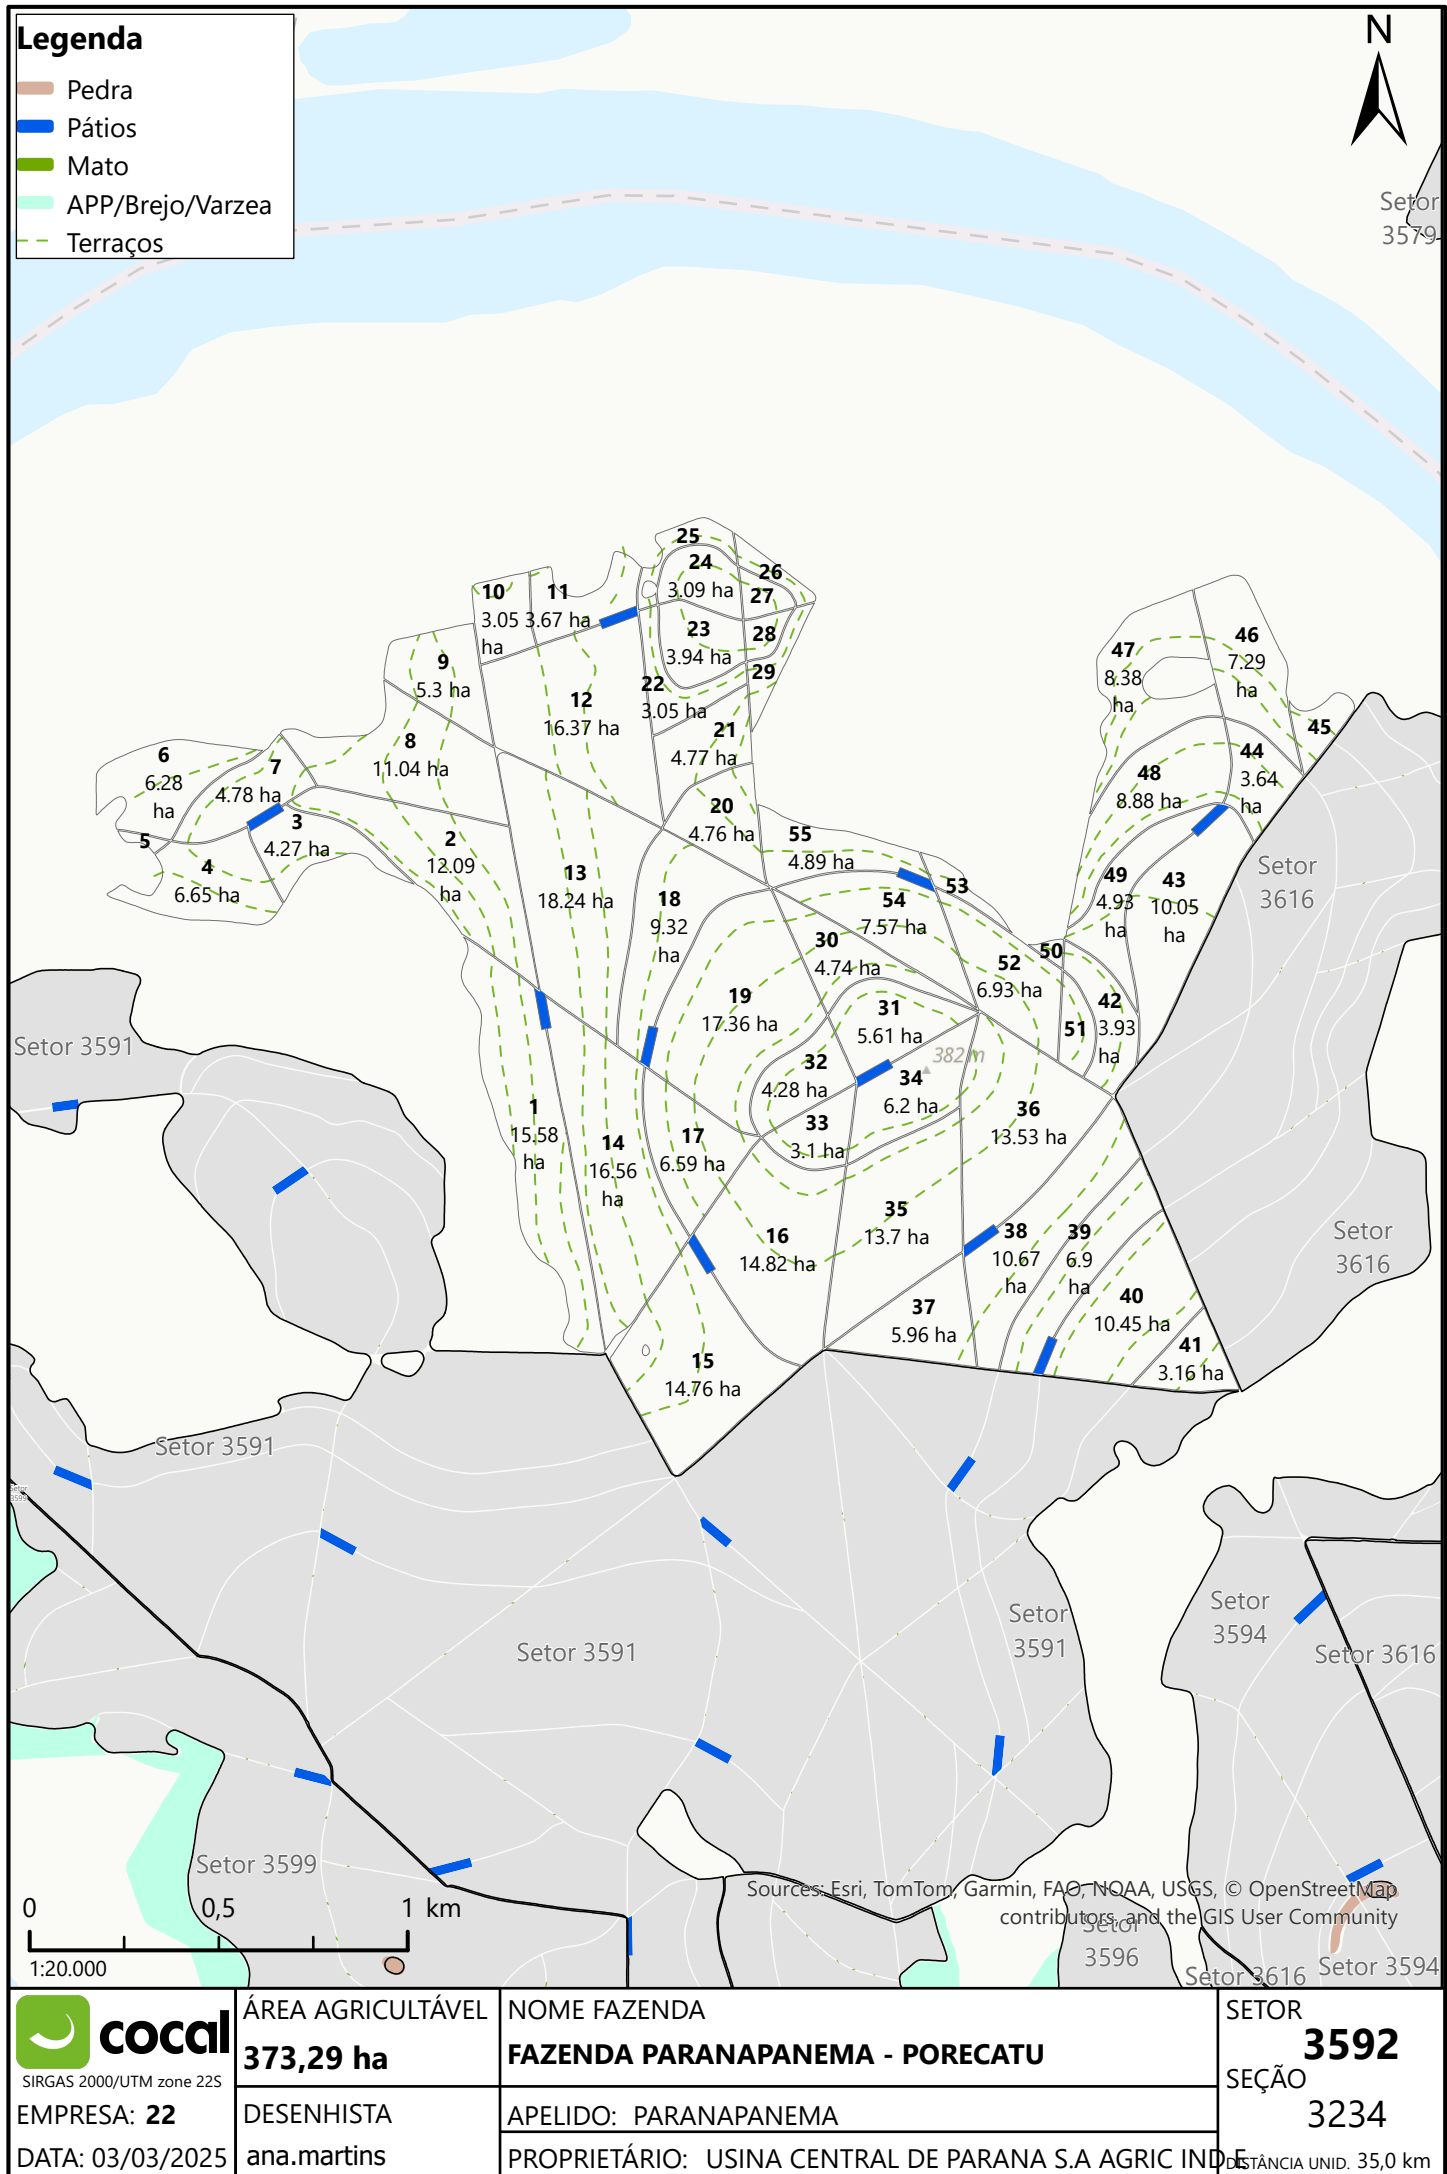 Legenda
Pedra
Pátios
Mato
APP/Brejo/Varzea
Terraços
N
Setor
3579
25
24
3.09 ha
26
27
10
3.05
ha
11
3.67 ha
23
3.94 ha
28
29
9
5.3 ha
22
3.05 ha
12
16.37 ha
21
4.77 ha
47
8.38
ha
46
7.29
ha
45
6
6.28
ha
7
4.78 ha
8
11.04 ha
44
3.64
ha
48
8.88 ha
5
4
6.65 ha
3
4.27 ha
2
12.09
ha
20
4.76 ha
55
4.89 ha
13
18.24 ha
18
9.32
ha
54
7.57 ha
53
49
4.93
ha
43
10.05
ha
Setor
3616
30
4.74 ha
52
6.93 ha
50
19
17.36 ha
31
5.61 ha
51
42
3.93
ha
382 m
32
4.28 ha
34
6.2 ha
Setor 3591
1
15.58
ha
14
16.56
ha
17
6.59 ha
33
3.1 ha
36
13.53 ha
35
13.7 ha
16
14.82 ha
38
10.67
ha
39
6.9
ha
Setor
3616
37
5.96 ha
40
10.45 ha
41
3.16 ha
15
14.76 ha
Setor 3591
Setor
3599
Setor 3591
Setor
3591
Setor
3594
Setor 3616
Setor 3599
Sources: Esri, TomTom, Garmin, FAO, NOAA, USGS, © OpenStreetMap
contributors, and the GIS User Community
Setor
3596
Setor 3616
Setor 3594
0
0,5
1 km
1:20.000
cocal
SIRGAS 2000/UTM zone 22S
EMPRESA: 22
DATA: 03/03/2025
ÁREA AGRICULTÁVEL
373,29 ha
DESENHISTA
ana.martins
NOME FAZENDA
FAZENDA PARANAPANEMA - PORECATU
APELIDO: PARANAPANEMA
PROPRIETÁRIO: USINA CENTRAL DE PARANA S.A AGRIC IND E
SETOR
3592
SEÇÃO
3234
DISTÂNCIA UNID. 35,0 km